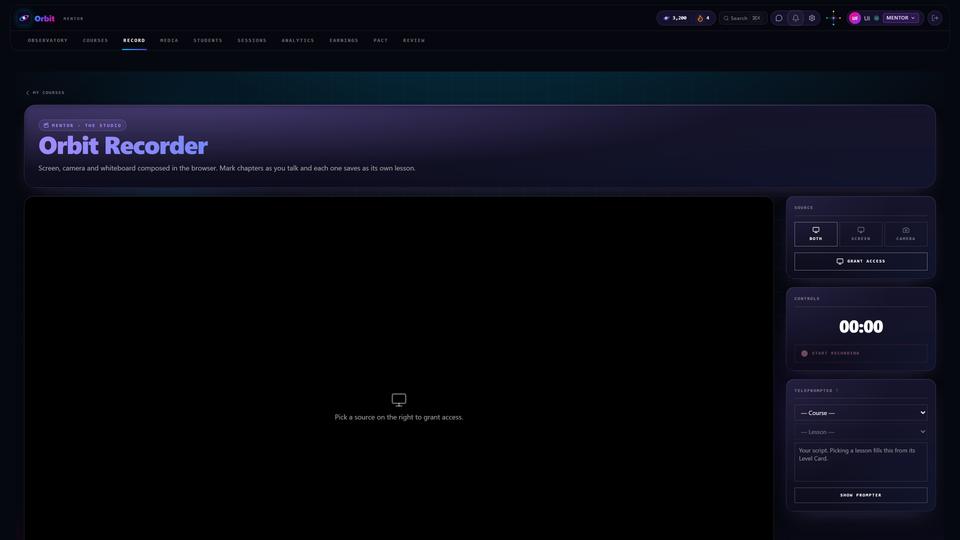 Orbit
MENTOR
3,200
4
Search ⌘K
UI
UI
MENTOR
OBSERVATORY
COURSES
RECORD
MEDIA
STUDENTS
SESSIONS
ANALYTICS
EARNINGS
PACT
REVIEW
MY COURSES
MENTOR · THE STUDIO
Orbit Recorder
Screen, camera and whiteboard composed in the browser. Mark chapters as you talk and each one saves as its own lesson.
Pick a source on the right to grant access.
SOURCE
BOTH
SCREEN
CAMERA
GRANT ACCESS
CONTROLS
00:00
START RECORDING
TELEPROMPTER
— Course —
— Lesson —
Your script. Picking a lesson fills this from its
Level Card.
SHOW PROMPTER